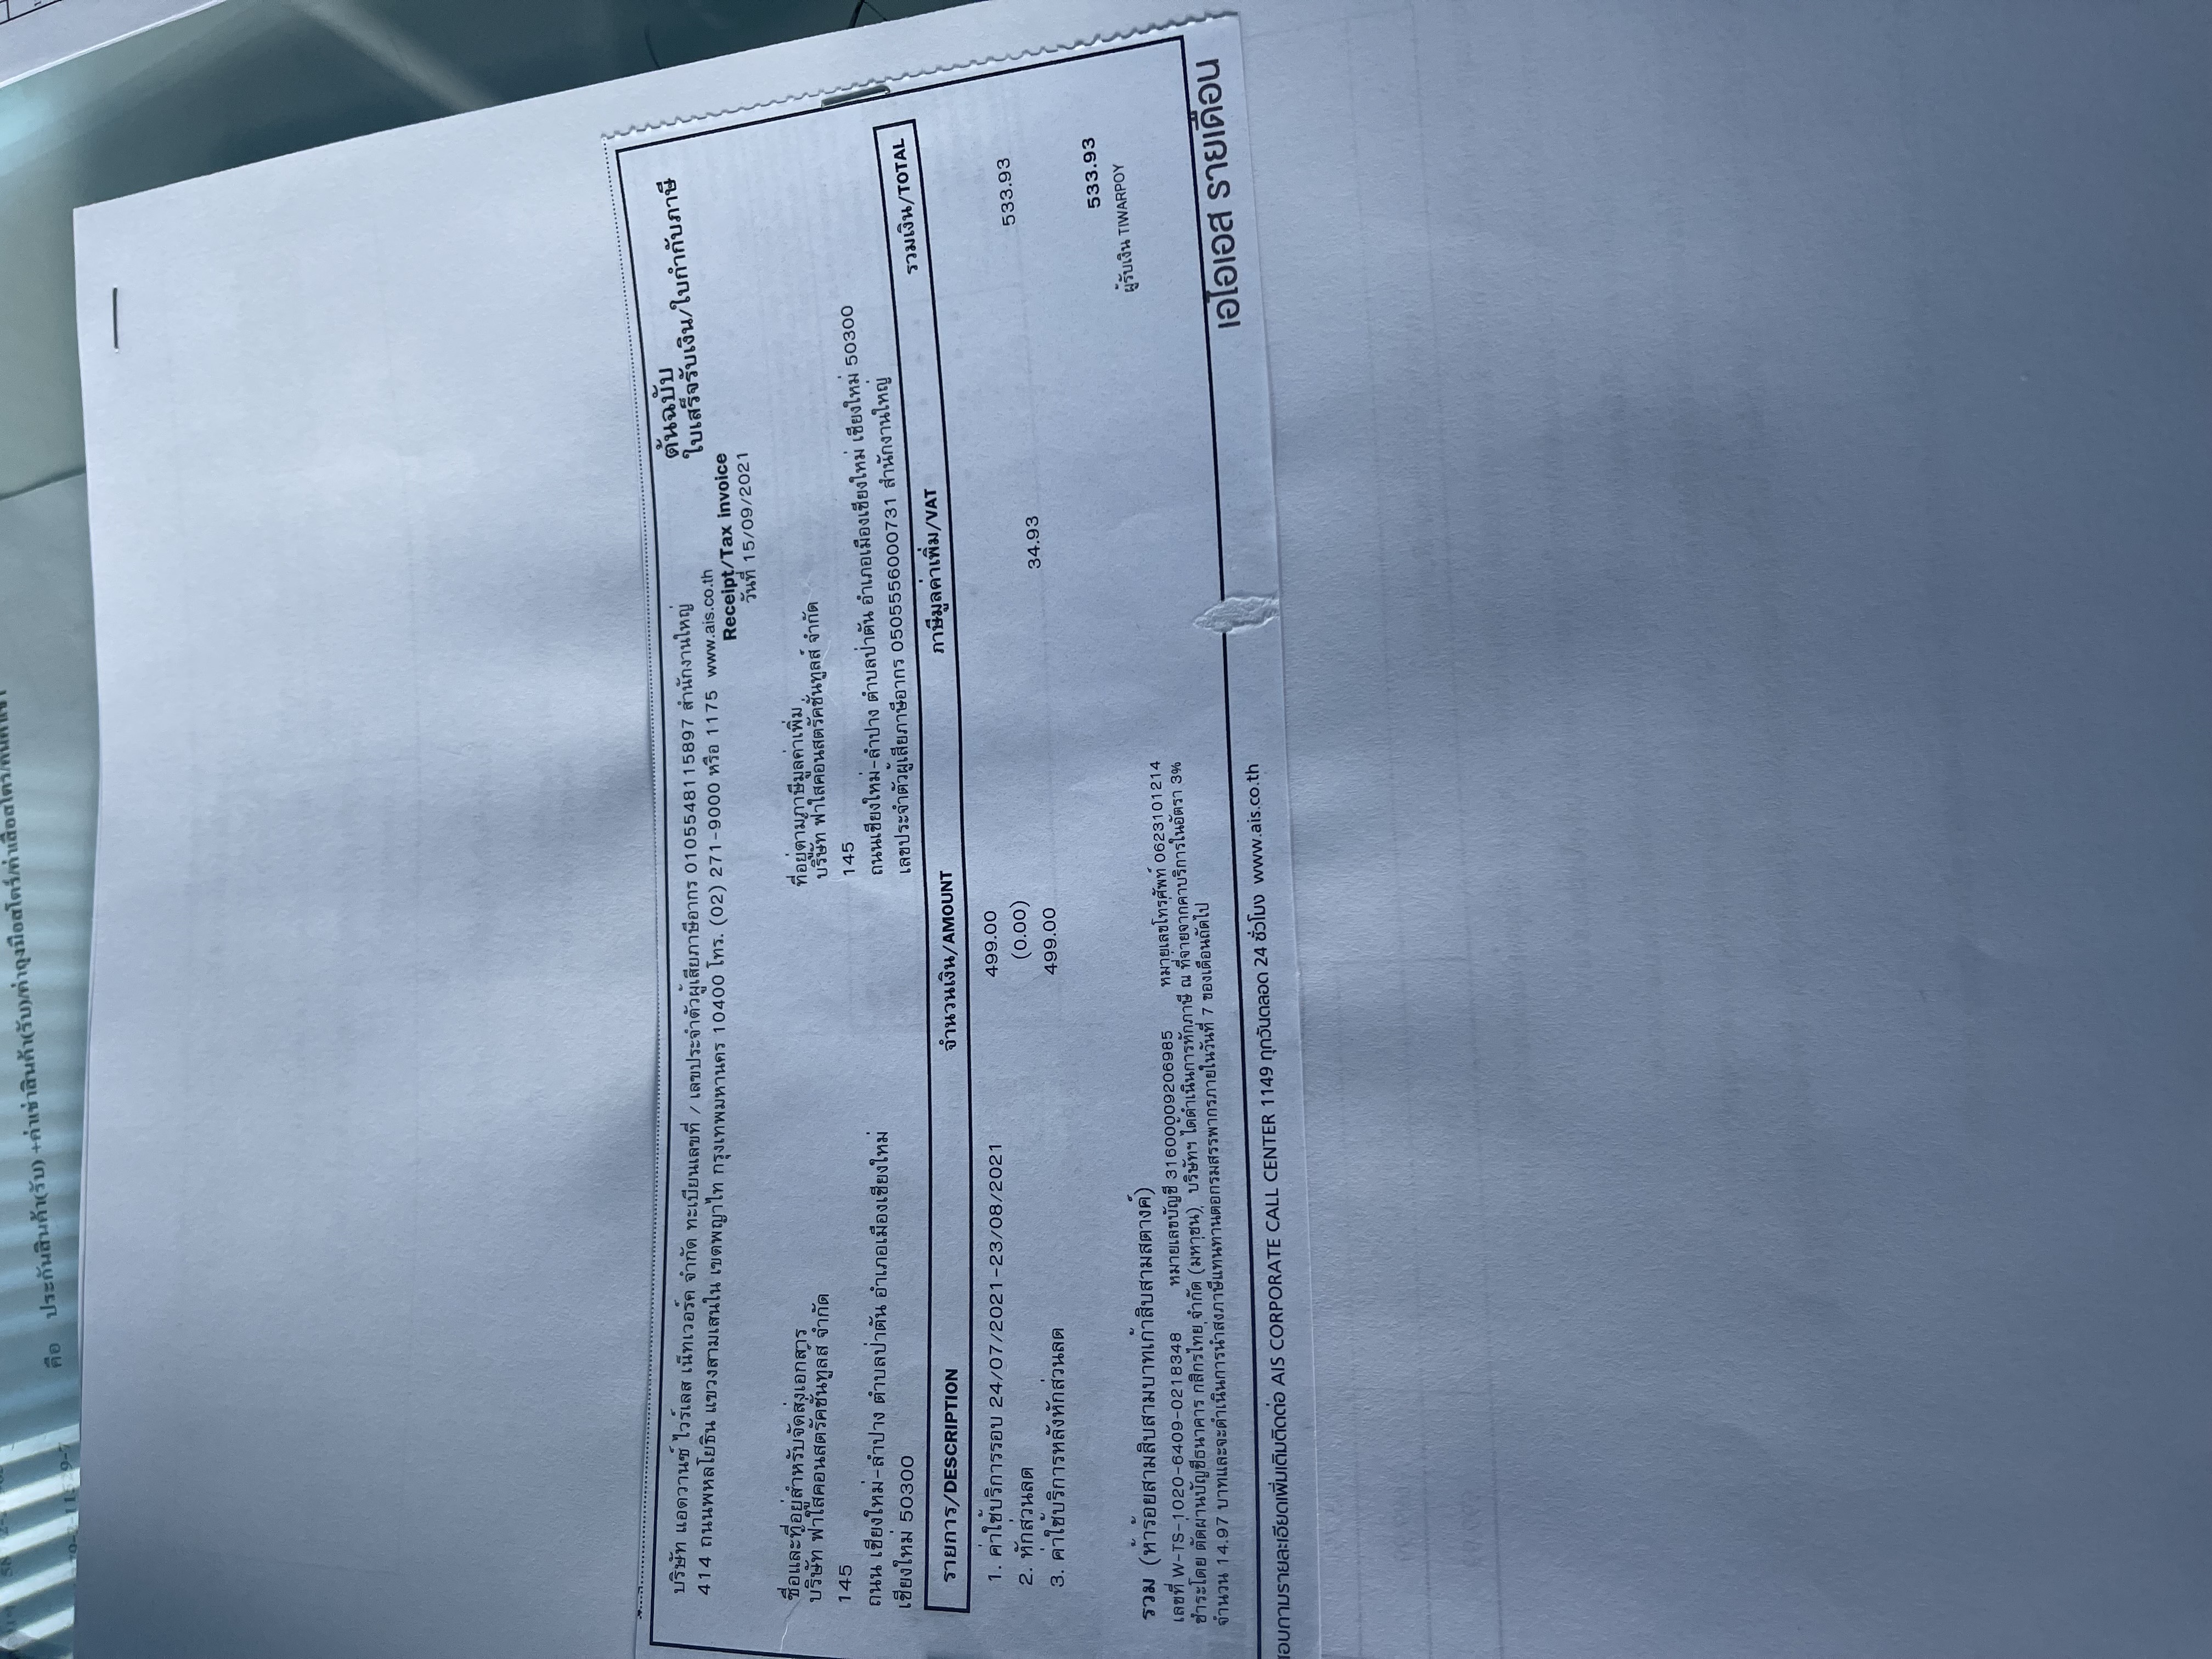 คือ ประกันสินค้า(รับ) +ค่าเช่าสินค้า(รับ)/ค่าถุงมือสโตร์/ค่าเสื้อสโตร์
-2-11529-7
บริษัท แอดวานซ์ ไวร์เลส เน็ทเวอร์ค จำกัด ทะเบียนเลขที่ / เลขประจำตัวผู้เสียภาษีอากร 0105548115897 สำนักงานใหญ่
414 ถนนพหลโยธิน แขวงสามเสนใน เขตพญาไท กรุงเทพมหานคร 10400 โทร. (02) 271-9000 หรือ 1175 www.ais.co.th
ต้นฉบับ
ใบเสร็จรับเงิน/ใบกำกับภาษี
Receipt/Tax invoice
วันที่ 15/09/2021
ชื่อและที่อยู่สำหรับจัดส่งเอกสาร
บริษัท ฟ้าใสคอนสตรัคชั่นทูลส์ จำกัด
145
ถนน เชียงใหม่-ลำปาง ตำบลป่าตัน อำเภอเมืองเชียงใหม่
เชียงใหม่ 50300
ที่อยู่ตามภาษีมูลค่าเพิ่ม
บริษัท ฟ้าใสคอนสตรัคชั่นทูลส์ จำกัด
145
ถนนเชียงใหม่-ลำปาง ตำบลป่าตัน อำเภอเมืองเชียงใหม่ เชียงใหม่ 50300
เลขประจำตัวผู้เสียภาษีอากร 0505556000731 สำนักงานใหญ่
รายการ/DESCRIPTION จำนวนเงิน/AMOUNT ภาษีมูลค่าเพิ่ม/VAT รวมเงิน/TOTAL
1. ค่าใช้บริการรอบ 24/07/2021-23/08/2021 499.00
2. หักส่วนลด (0.00)
3. ค่าใช้บริการหลังหักส่วนลด 499.00 34.93 533.93
รวม (ห้าร้อยสามสิบสามบาทเก้าสิบสามสตางค์) 533.93
ผู้รับเงิน TIWARPOY
เลขที่ W-TS-1020-6409-0218348 หมายเลขบัญชี 31600009206985 หมายเลขโทรศัพท์ 0623101214
ชำระโดย ตัดผ่านบัญชีธนาคาร กสิกรไทย จำกัด (มหาชน) บริษัทฯ ได้ดำเนินการหักภาษี ณ ที่จ่ายจากค่าบริการในอัตรา 3%
จำนวน 14.97 บาทและจะดำเนินการนำส่งภาษีแทนท่านต่อกรมสรรพากรภายในวันที่ 7 ของเดือนถัดไป
เอไอเอส รายเดือน
สอบถามรายละเอียดเพิ่มเติมติดต่อ AIS CORPORATE CALL CENTER 1149 ทุกวันตลอด 24 ชั่วโมง www.ais.co.th